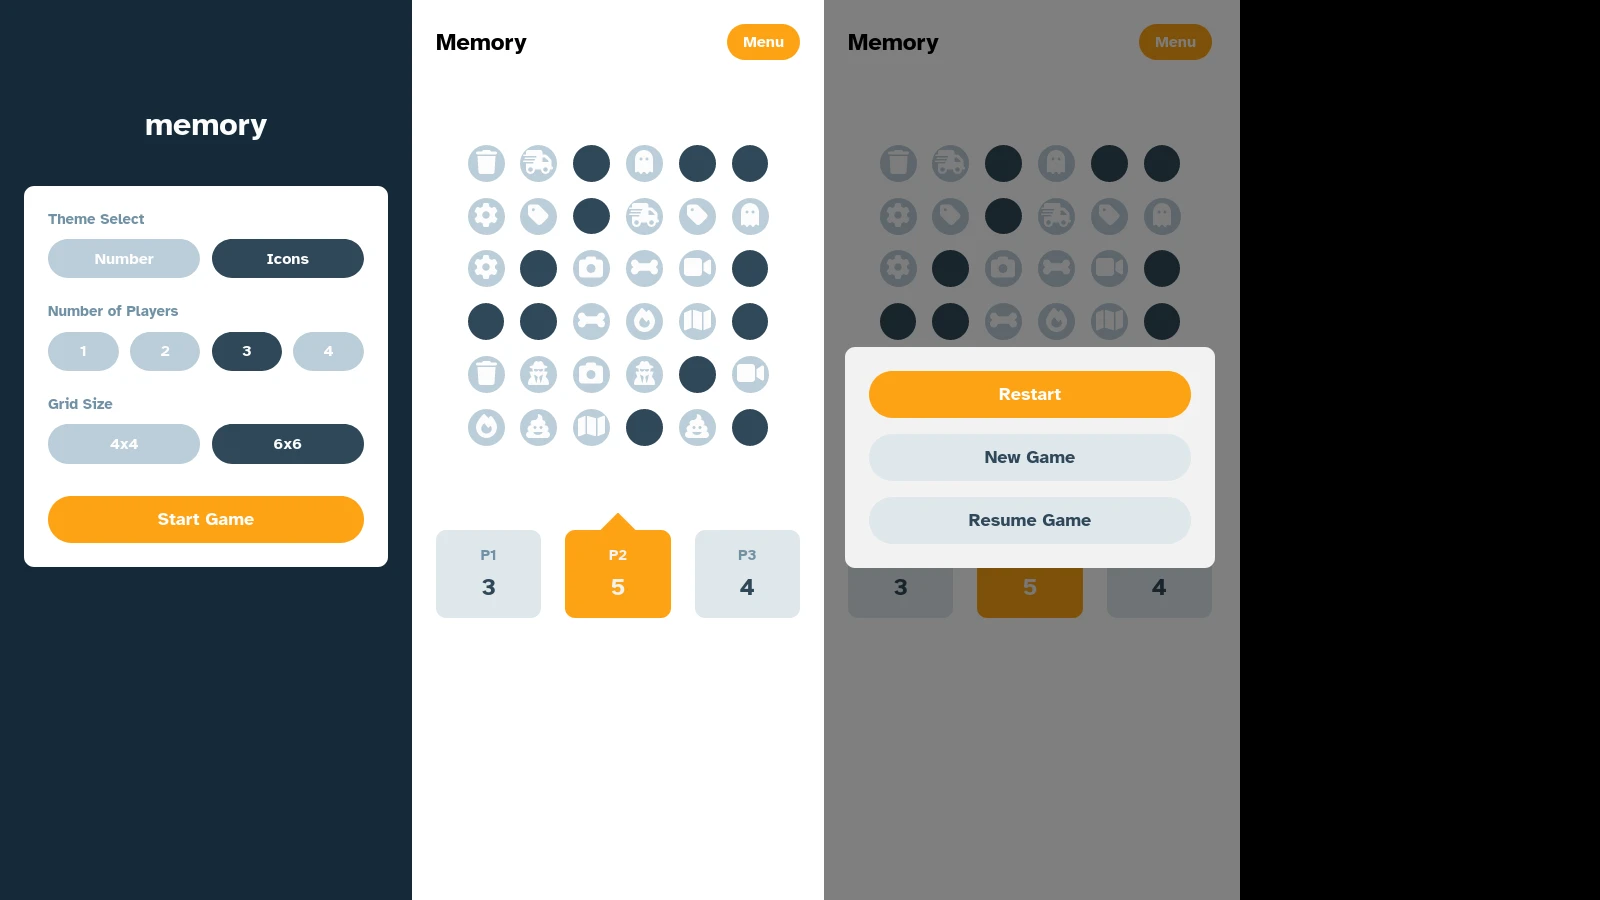 memory
Theme Select
Number Icons
Number of Players
1 2 3 4
Grid Size
4x4 6x6
Start Game
Memory Menu
P1 P2 P3
3 5 4
Memory Menu
Restart
New Game
Resume Game
3 5 4